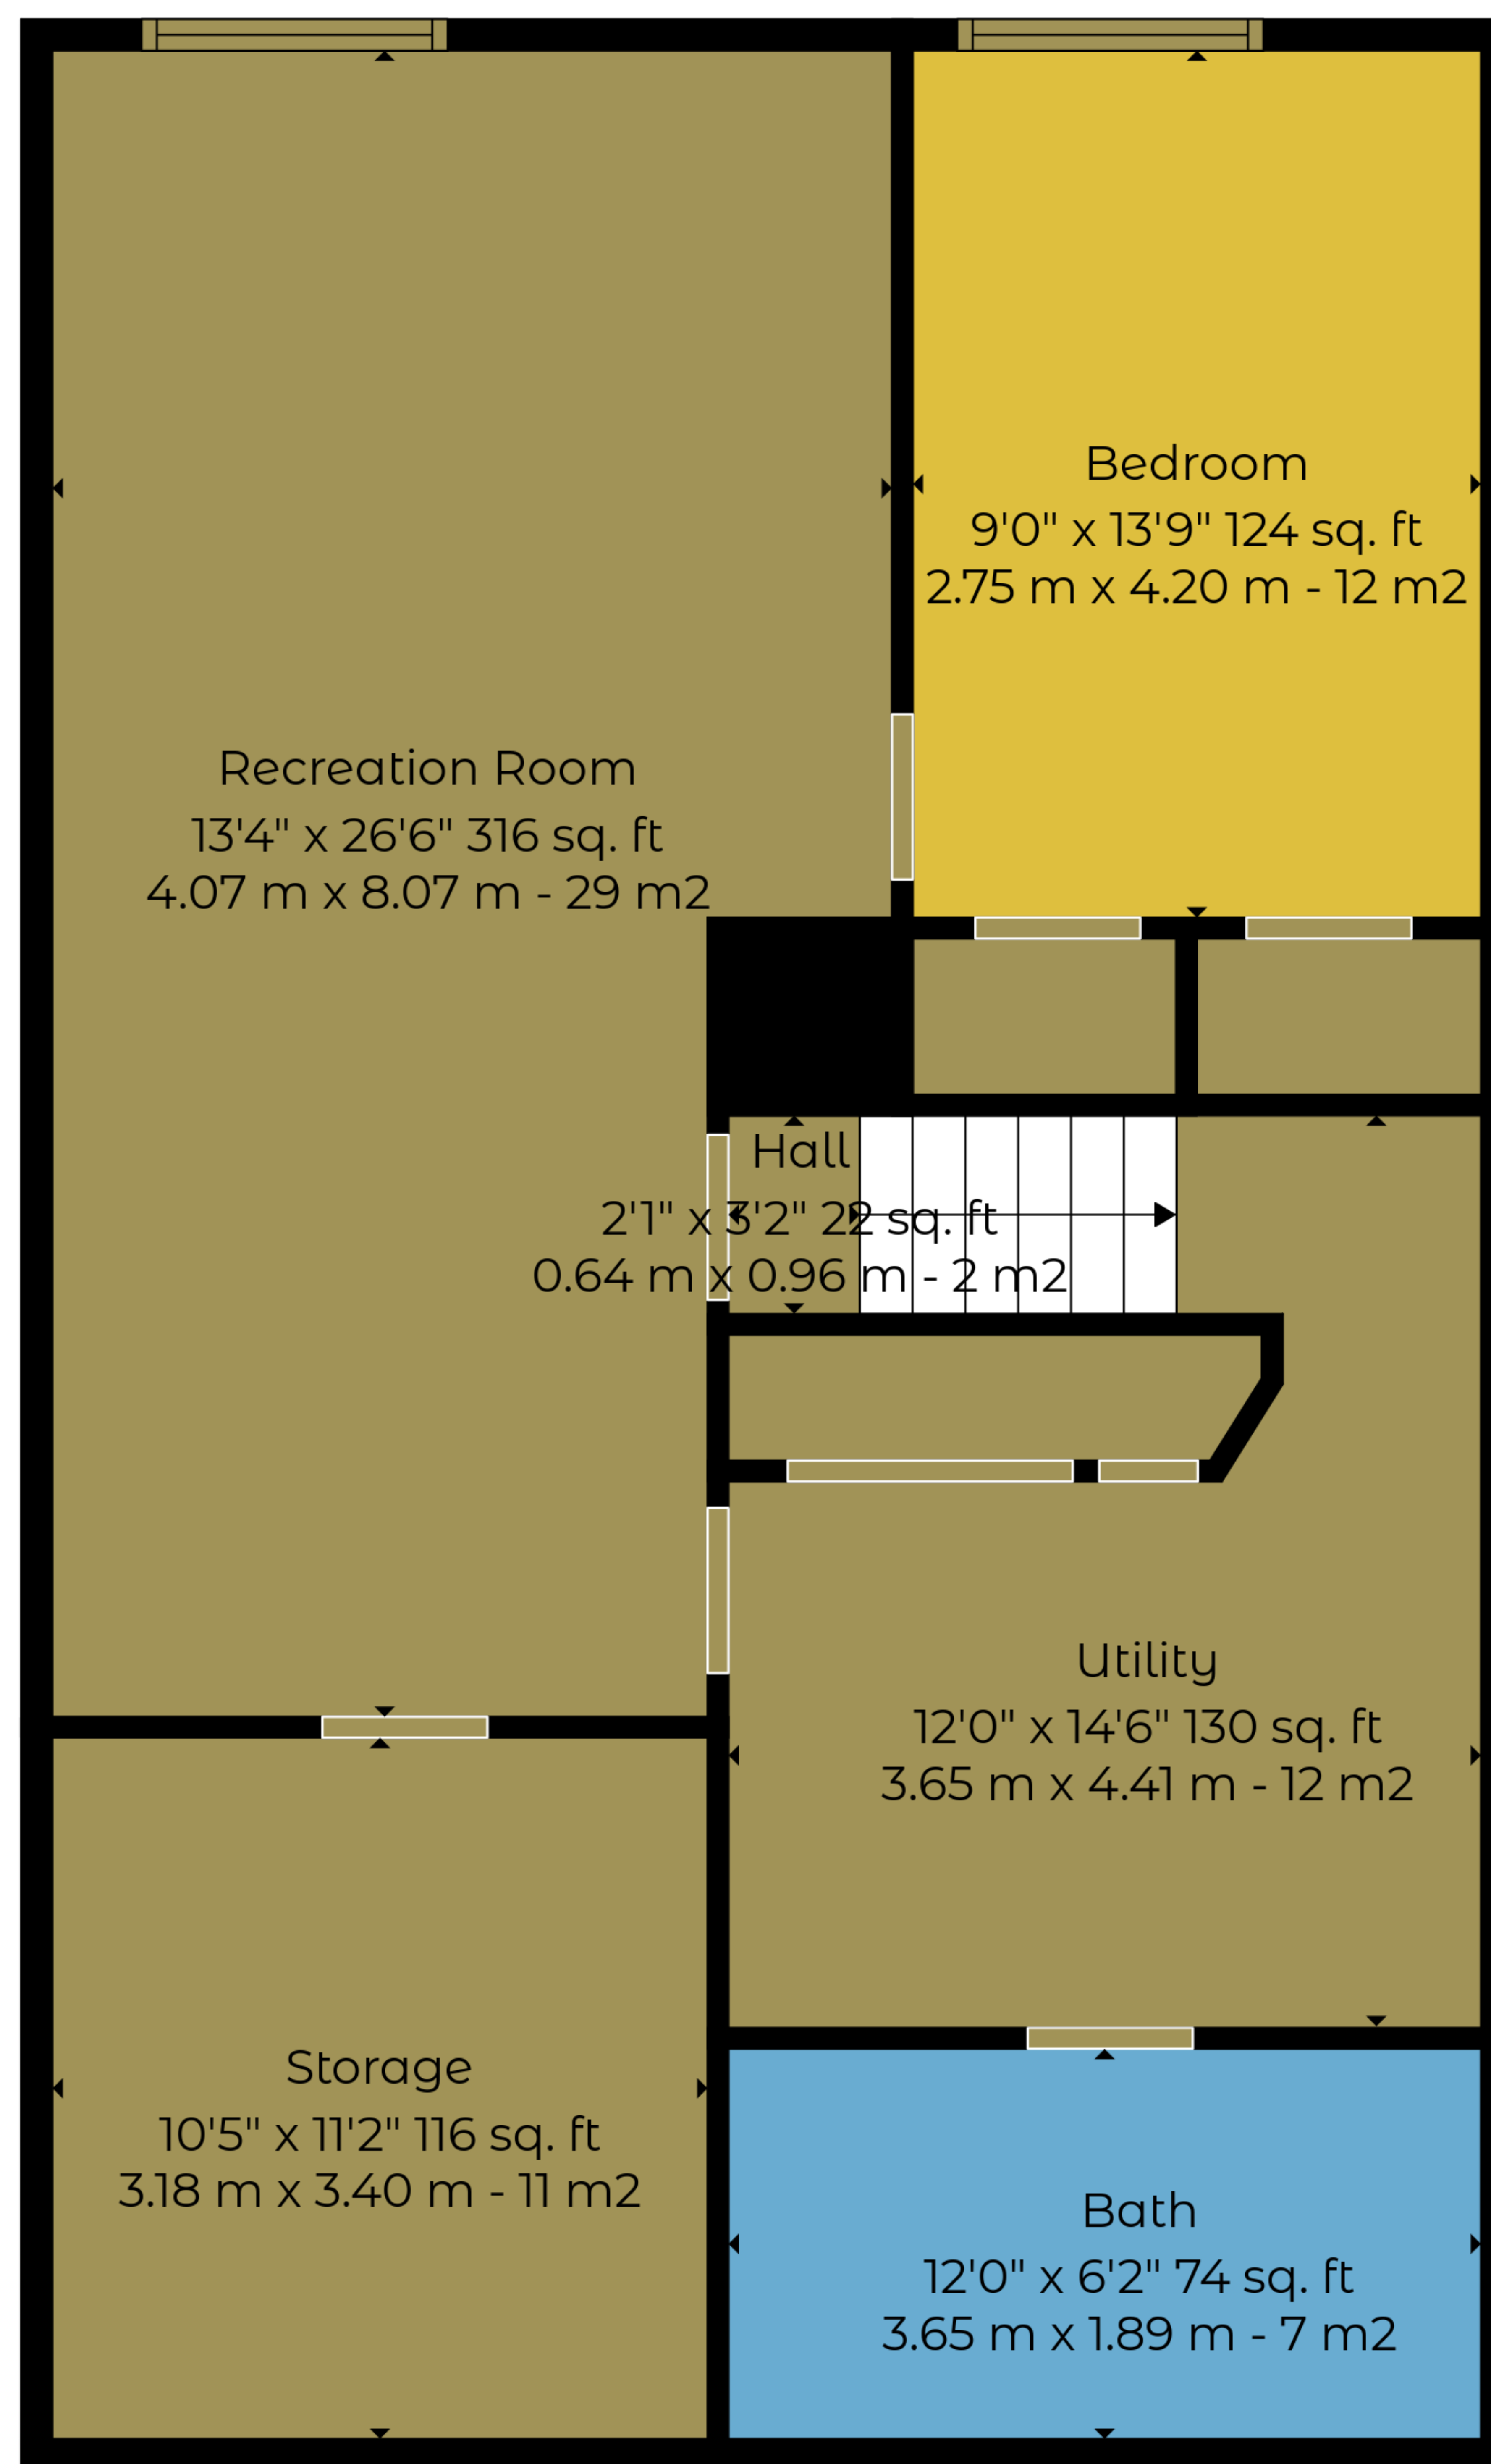 Bedroom
9'0" x 13'9" 124 sq. ft
2.75 m x 4.20 m - 12 m2
Recreation Room
13'4" x 26'6" 316 sq. ft
4.07 m x 8.07 m - 29 m2
Hall
2'1" x 3'2" 22 sq. ft
0.64 m x 0.96 m - 2 m2
Utility
12'0" x 14'6" 130 sq. ft
3.65 m x 4.41 m - 12 m2
Storage
10'5" x 11'2" 116 sq. ft
3.18 m x 3.40 m - 11 m2
Bath
12'0" x 6'2" 74 sq. ft
3.65 m x 1.89 m - 7 m2